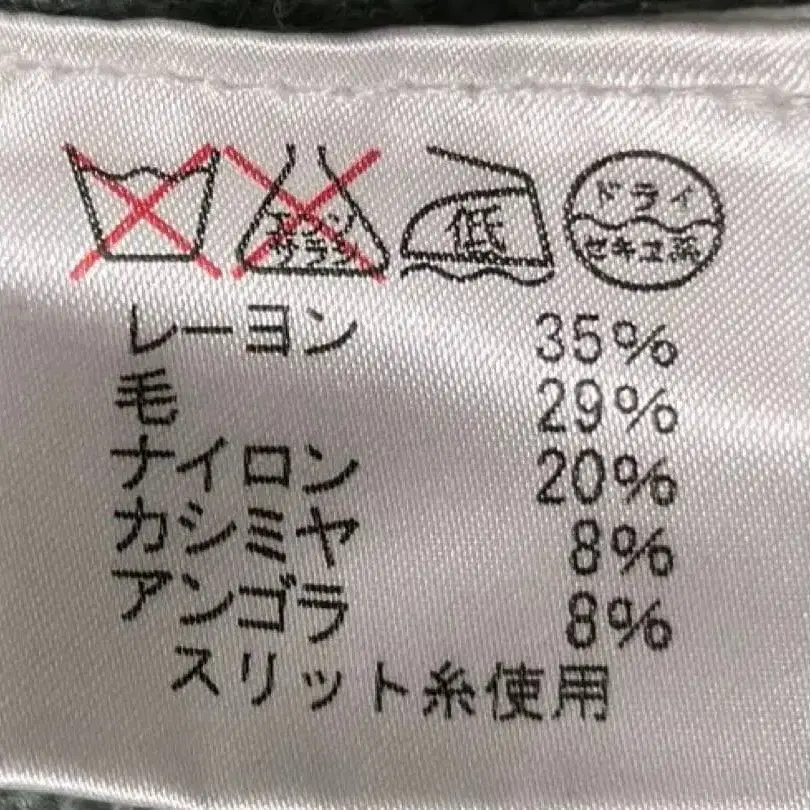 エンソ
サラシ
低
ドライ
セキユ系
レーヨン 35%
毛 29%
ナイロン 20%
カシミヤ 8%
アンゴラ 8%
スリット糸使用